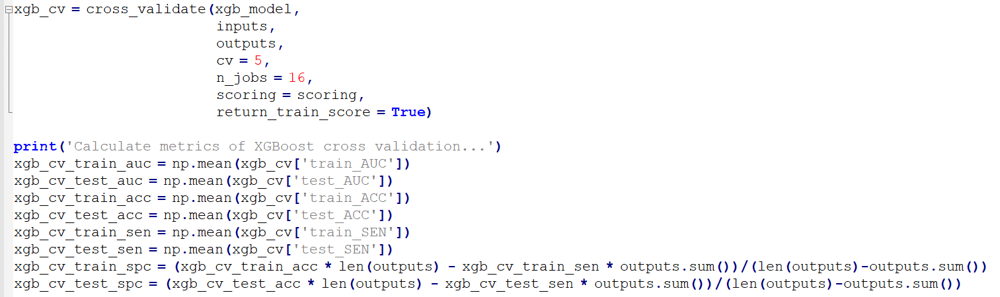 xgb_cv = cross_validate(xgb_model,
                        inputs,
                        outputs,
                        cv = 5,
                        n_jobs = 16,
                        scoring = scoring,
                        return_train_score = True)

print('Calculate metrics of XGBoost cross validation...')
xgb_cv_train_auc = np.mean(xgb_cv['train_AUC'])
xgb_cv_test_auc = np.mean(xgb_cv['test_AUC'])
xgb_cv_train_acc = np.mean(xgb_cv['train_ACC'])
xgb_cv_test_acc = np.mean(xgb_cv['test_ACC'])
xgb_cv_train_sen = np.mean(xgb_cv['train_SEN'])
xgb_cv_test_sen = np.mean(xgb_cv['test_SEN'])
xgb_cv_train_spc = (xgb_cv_train_acc * len(outputs) - xgb_cv_train_sen * outputs.sum())/(len(outputs)-outputs.sum())
xgb_cv_test_spc = (xgb_cv_test_acc * len(outputs) - xgb_cv_test_sen * outputs.sum())/(len(outputs)-outputs.sum())